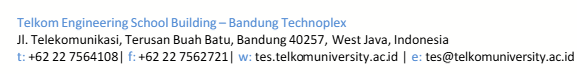 Telkom Engineering School Building – Bandung Technoplex
Jl. Telekomunikasi, Terusan Buah Batu, Bandung 40257, West Java, Indonesia
t: +62 22 7564108| f: +62 22 7562721| w: tes.telkomuniversity.ac.id | e: tes@telkomuniversity.ac.id